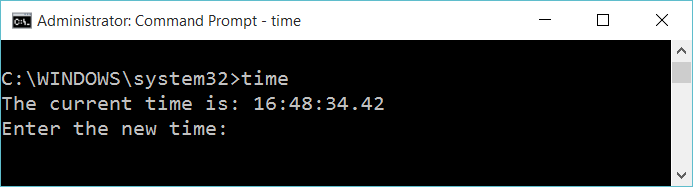 Administrator: Command Prompt - time
C:\WINDOWS\system32>time
The current time is: 16:48:34.42
Enter the new time: